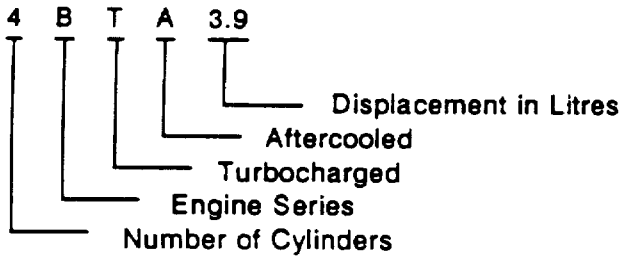 4 B T A 3.9
Displacement in Litres
Aftercooled
Turbocharged
Engine Series
Number of Cylinders